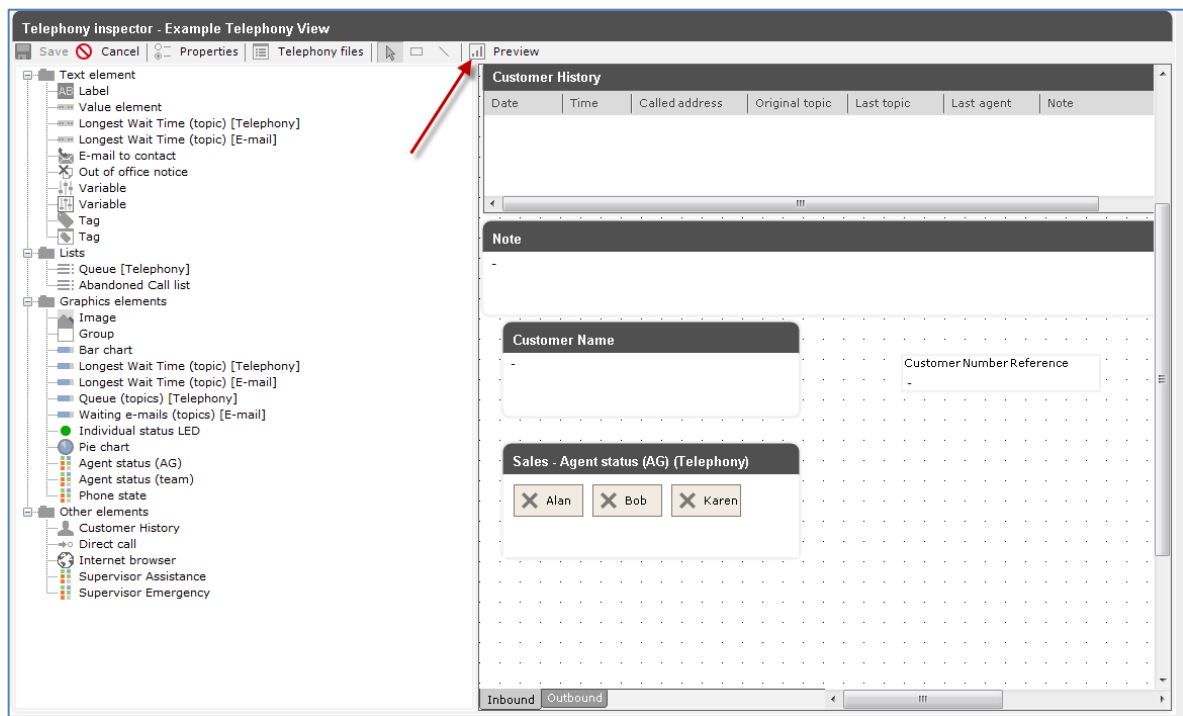 Telephony inspector - Example Telephony View
Save Cancel Properties Telephony files Preview
Text element
AB Label
Value element
Longest Wait Time (topic) [Telephony]
Longest Wait Time (topic) [E-mail]
E-mail to contact
Out of office notice
Variable
Variable
Tag
Tag
Lists
Queue [Telephony]
Abandoned Call list
Graphics elements
Image
Group
Bar chart
Longest Wait Time (topic) [Telephony]
Longest Wait Time (topic) [E-mail]
Queue (topics) [Telephony]
Waiting e-mails (topics) [E-mail]
Individual status LED
Pie chart
Agent status (AG)
Agent status (team)
Phone state
Other elements
Customer History
Direct call
Internet browser
Supervisor Assistance
Supervisor Emergency
Customer History
Date Time Called address Original topic Last topic Last agent Note
Note
-
Customer Name
-
Customer Number Reference
-
Sales - Agent status (AG) (Telephony)
Alan Bob Karen
Inbound Outbound